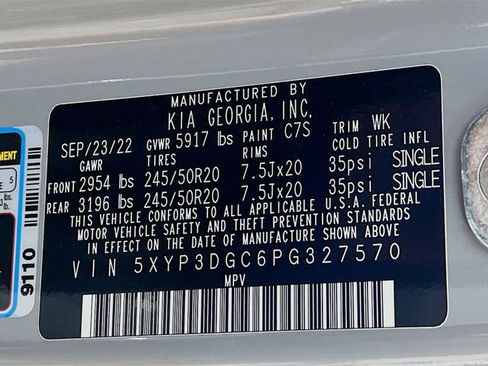 MANUFACTURED BY
KIA GEORGIA, INC.
SEP/23/22 GVWR 5917 lbs PAINT C7S TRIM WK
GAWR TIRES RIMS COLD TIRE INFL
FRONT 2954 lbs 245/50R20 7.5Jx20 35psi SINGLE
REAR 3196 lbs 245/50R20 7.5Jx20 35psi SINGLE
THIS VEHICLE CONFORMS TO ALL APPLICABLE U.S.A. FEDERAL
MOTOR VEHICLE SAFETY AND THEFT PREVENTION STANDARDS
IN EFFECT ON THE DATE OF MANUFACTURE SHOWN ABOVE
VIN 5XYP3DGC6PG327570
MPV
9110